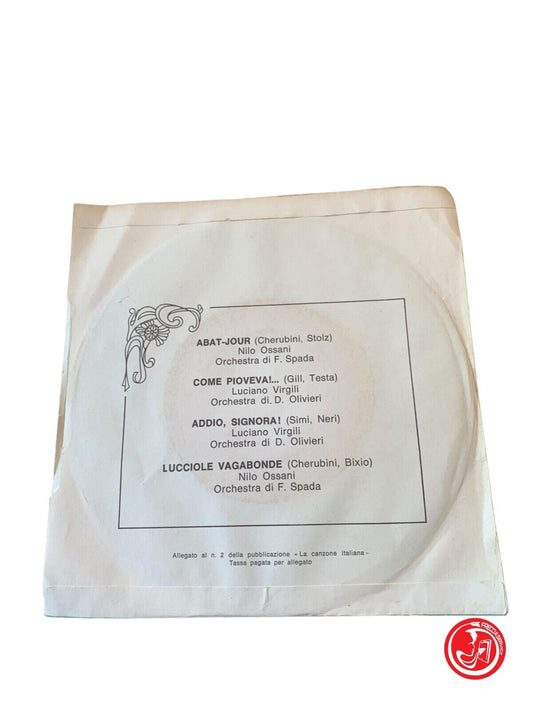 ABAT-JOUR (Cherubini, Stolz)
Nilo Ossani
Orchestra di F. Spada
COME PIOVEVA!... (Gill, Testa)
Luciano Virgili
Orchestra di. D. Olivieri
ADDIO, SIGNORA! (Simi, Neri)
Luciano Virgili
Orchestra di D. Olivieri
LUCCIOLE VAGABONDE (Cherubini, Bixio)
Nilo Ossani
Orchestra di F. Spada
Allegato al n. 2 della pubblicazione «La canzone italiana-
Tassa pagata per allegato